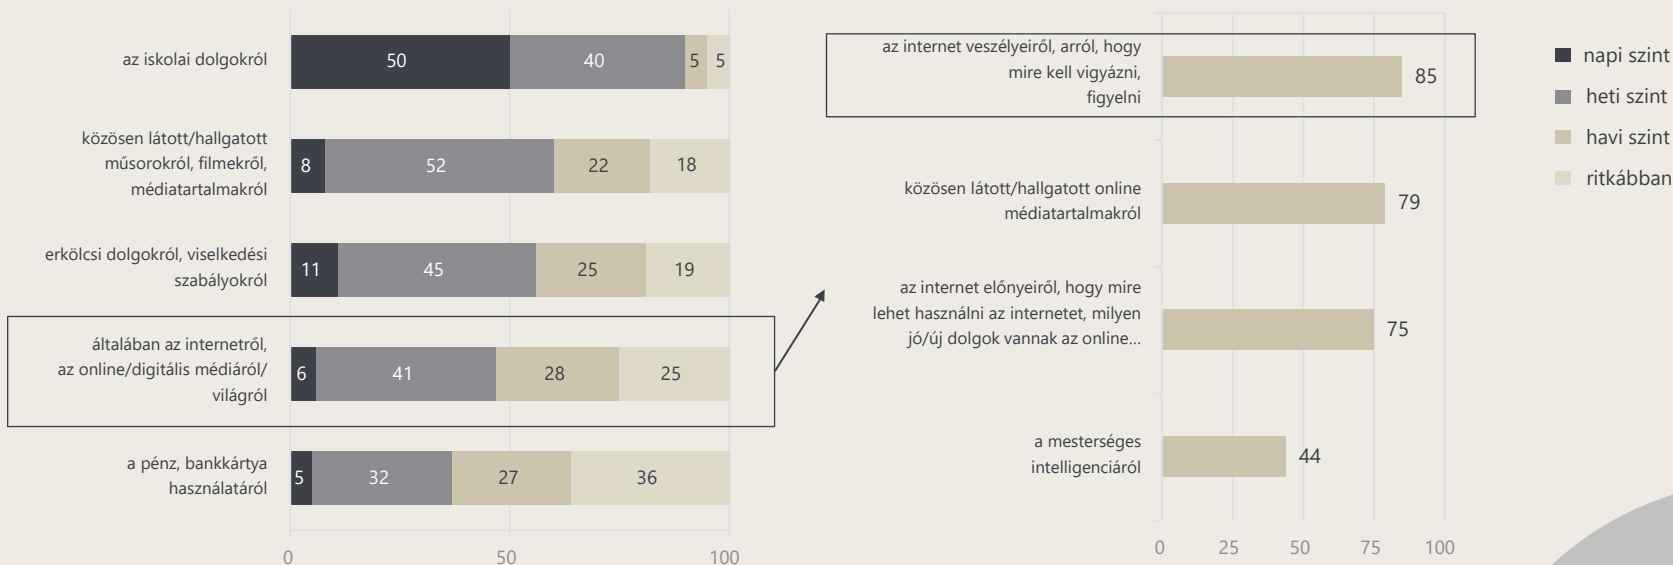 az iskolai dolgokról
50 40 5 5
közösen látott/hallgatott
műsorokról, filmekről,
médiatartalmakról
8 52 22 18
erkölcsi dolgokról, viselkedési
szabályokról
11 45 25 19
általában az internetről,
az online/digitális médiáról/
világról
6 41 28 25
a pénz, bankkártya
használatáról
5 32 27 36
0 50 100
az internet veszélyeiről, arról, hogy
mire kell vigyázni,
figyelni
85
közösen látott/hallgatott online
médiatartalmakról
79
az internet előnyeiről, hogy mire
lehet használni az internetet, milyen
jó/új dolgok vannak az online...
75
a mesterséges
intelligenciáról
44
0 25 50 75 100
napi szint
heti szint
havi szint
ritkábban